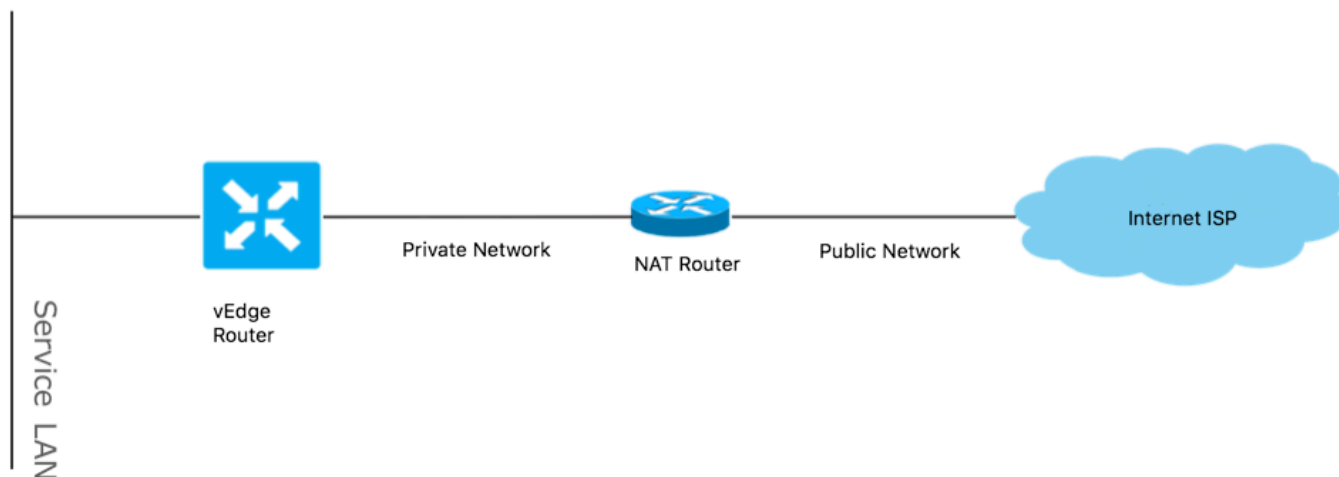 Service LAN
vEdge
Router
Private Network
NAT Router
Public Network
Internet ISP